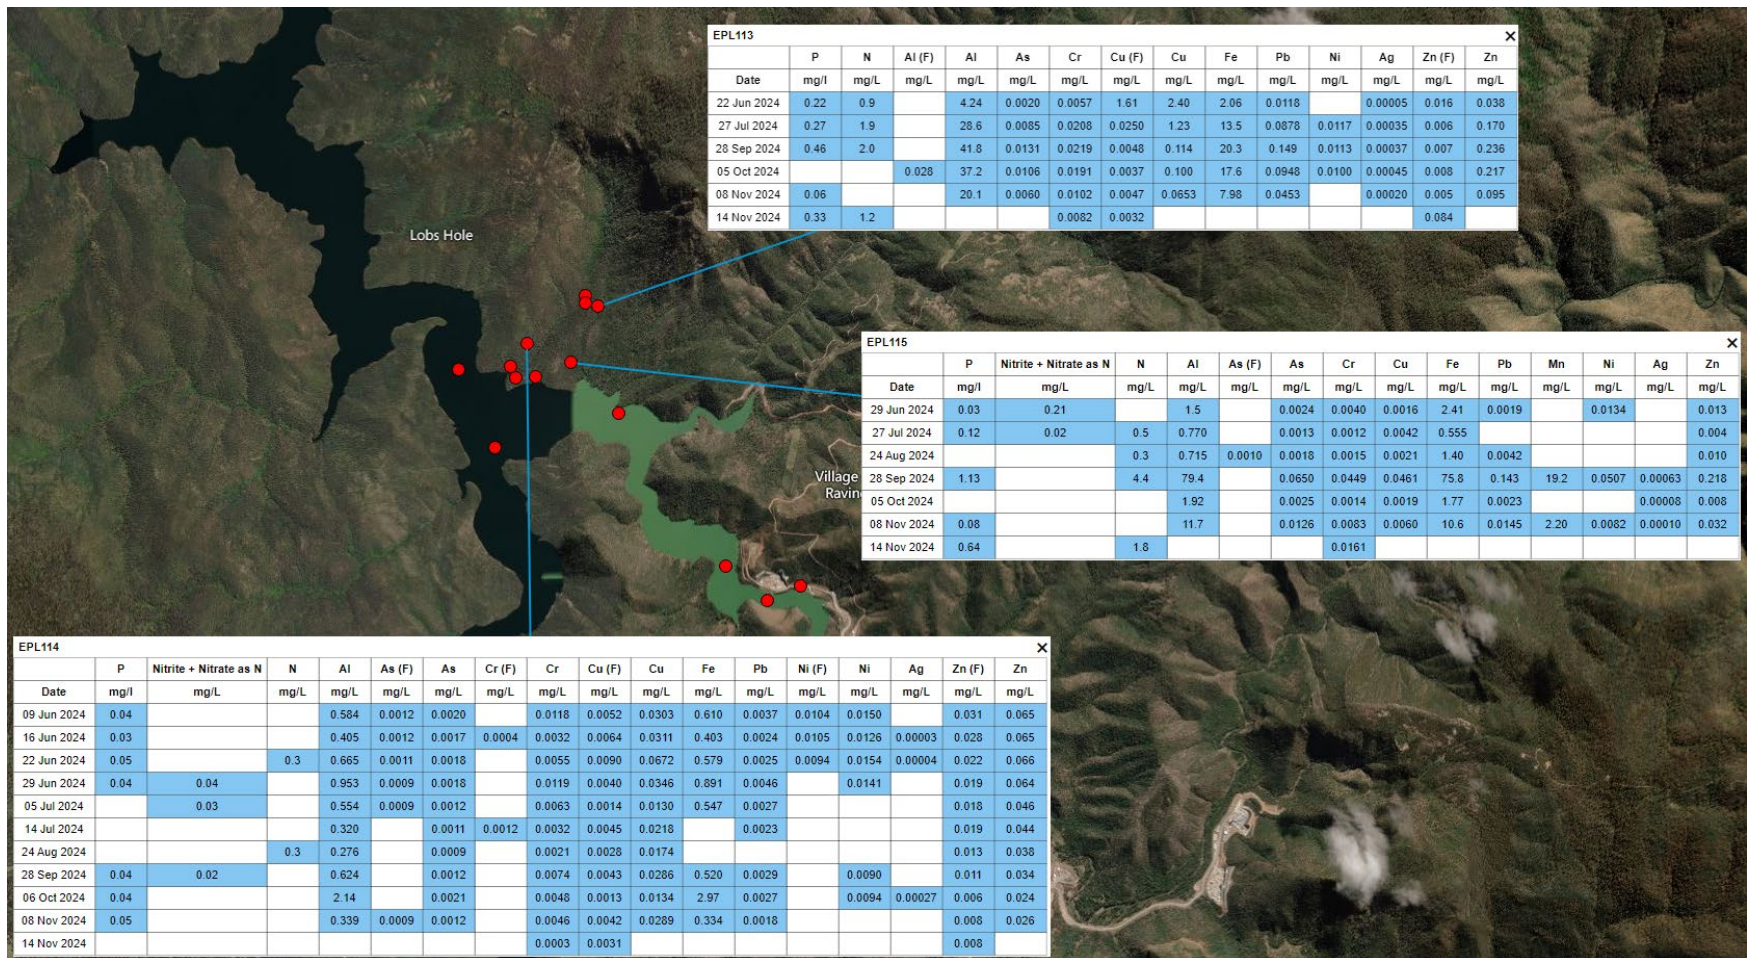 EPL113 ×
P N Al (F) Al As Cr Cu (F) Cu Fe Pb Ni Ag Zn (F) Zn
Date mg/l mg/L mg/L mg/L mg/L mg/L mg/L mg/L mg/L mg/L mg/L mg/L mg/L mg/L
22 Jun 2024 0.22 0.9 4.24 0.0020 0.0057 1.61 2.40 2.06 0.0118 0.00005 0.016 0.038
27 Jul 2024 0.27 1.9 28.6 0.0085 0.0208 0.0250 1.23 13.5 0.0878 0.0117 0.00035 0.006 0.170
28 Sep 2024 0.46 2.0 41.8 0.0131 0.0219 0.0048 0.114 20.3 0.149 0.0113 0.00037 0.007 0.236
05 Oct 2024 0.028 37.2 0.0106 0.0191 0.0037 0.100 17.6 0.0948 0.0100 0.00045 0.008 0.217
08 Nov 2024 0.06 20.1 0.0060 0.0102 0.0047 0.0653 7.98 0.0453 0.00020 0.005 0.095
14 Nov 2024 0.33 1.2 0.0082 0.0032 0.084
Lobs Hole
EPL115 ×
P Nitrite + Nitrate as N N Al As (F) As Cr Cu Fe Pb Mn Ni Ag Zn
Date mg/l mg/L mg/L mg/L mg/L mg/L mg/L mg/L mg/L mg/L mg/L mg/L mg/L mg/L
29 Jun 2024 0.03 0.21 1.5 0.0024 0.0040 0.0016 2.41 0.0019 0.0134 0.013
27 Jul 2024 0.12 0.02 0.5 0.770 0.0013 0.0012 0.0042 0.555 0.004
24 Aug 2024 0.3 0.715 0.0010 0.0018 0.0015 0.0021 1.40 0.0042 0.010
28 Sep 2024 1.13 4.4 79.4 0.0650 0.0449 0.0461 75.8 0.143 19.2 0.0507 0.00063 0.218
05 Oct 2024 1.92 0.0025 0.0014 0.0019 1.77 0.0023 0.00008 0.008
08 Nov 2024 0.08 11.7 0.0126 0.0083 0.0060 10.6 0.0145 2.20 0.0082 0.00010 0.032
14 Nov 2024 0.64 1.8 0.0161
Village
Ravin
EPL114 ×
P Nitrite + Nitrate as N N Al As (F) As Cr (F) Cr Cu (F) Cu Fe Pb Ni (F) Ni Ag Zn (F) Zn
Date mg/l mg/L mg/L mg/L mg/L mg/L mg/L mg/L mg/L mg/L mg/L mg/L mg/L mg/L mg/L mg/L mg/L
09 Jun 2024 0.04 0.584 0.0012 0.0020 0.0118 0.0052 0.0303 0.610 0.0037 0.0104 0.0150 0.031 0.065
16 Jun 2024 0.03 0.405 0.0012 0.0017 0.0004 0.0032 0.0064 0.0311 0.403 0.0024 0.0105 0.0126 0.00003 0.028 0.065
22 Jun 2024 0.05 0.3 0.665 0.0011 0.0018 0.0055 0.0090 0.0672 0.579 0.0025 0.0094 0.0154 0.00004 0.022 0.066
29 Jun 2024 0.04 0.04 0.953 0.0009 0.0018 0.0119 0.0040 0.0346 0.891 0.0046 0.0141 0.019 0.064
05 Jul 2024 0.03 0.554 0.0009 0.0012 0.0063 0.0014 0.0130 0.547 0.0027 0.018 0.046
14 Jul 2024 0.320 0.0011 0.0012 0.0032 0.0045 0.0218 0.0023 0.019 0.044
24 Aug 2024 0.3 0.276 0.0009 0.0021 0.0028 0.0174 0.013 0.038
28 Sep 2024 0.04 0.02 0.624 0.0012 0.0074 0.0043 0.0286 0.520 0.0029 0.0090 0.011 0.034
06 Oct 2024 0.04 2.14 0.0021 0.0048 0.0013 0.0134 2.97 0.0027 0.0094 0.00027 0.006 0.024
08 Nov 2024 0.05 0.339 0.0009 0.0012 0.0046 0.0042 0.0289 0.334 0.0018 0.008 0.026
14 Nov 2024 0.0003 0.0031 0.008